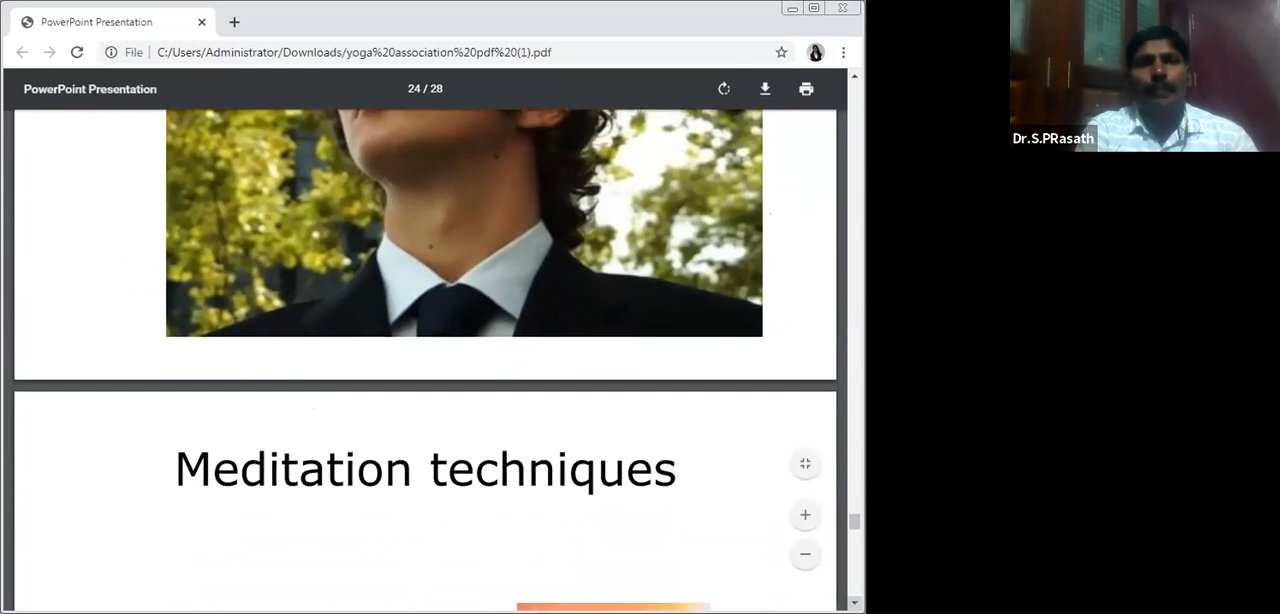 PowerPoint Presentation
File
C:/Users/Administrator/Downloads/yoga%20association%20pdf%20(1).pdf
PowerPoint Presentation
24 / 28
Dr.S.PRasath
Meditation techniques